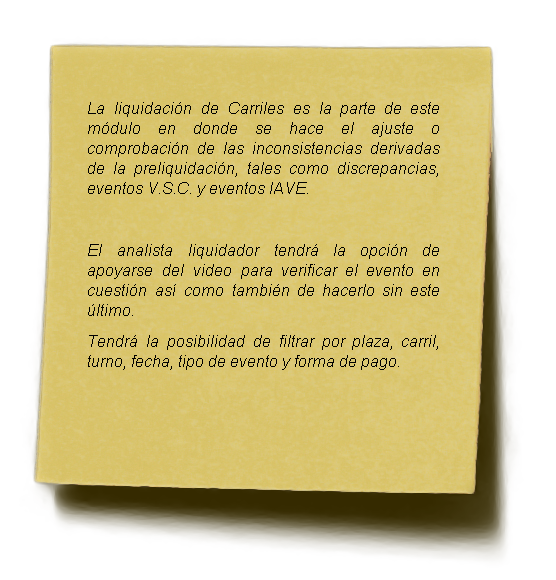 La liquidación de Carriles es la parte de este
módulo en donde se hace el ajuste o
comprobación de las inconsistencias derivadas
de la preliquidación, tales como discrepancias,
eventos V.S.C. y eventos IAVE.
El analista liquidador tendrá la opción de
apoyarse del video para verificar el evento en
cuestión así como también de hacerlo sin este
último.
Tendrá la posibilidad de filtrar por plaza, carril,
turno, fecha, tipo de evento y forma de pago.